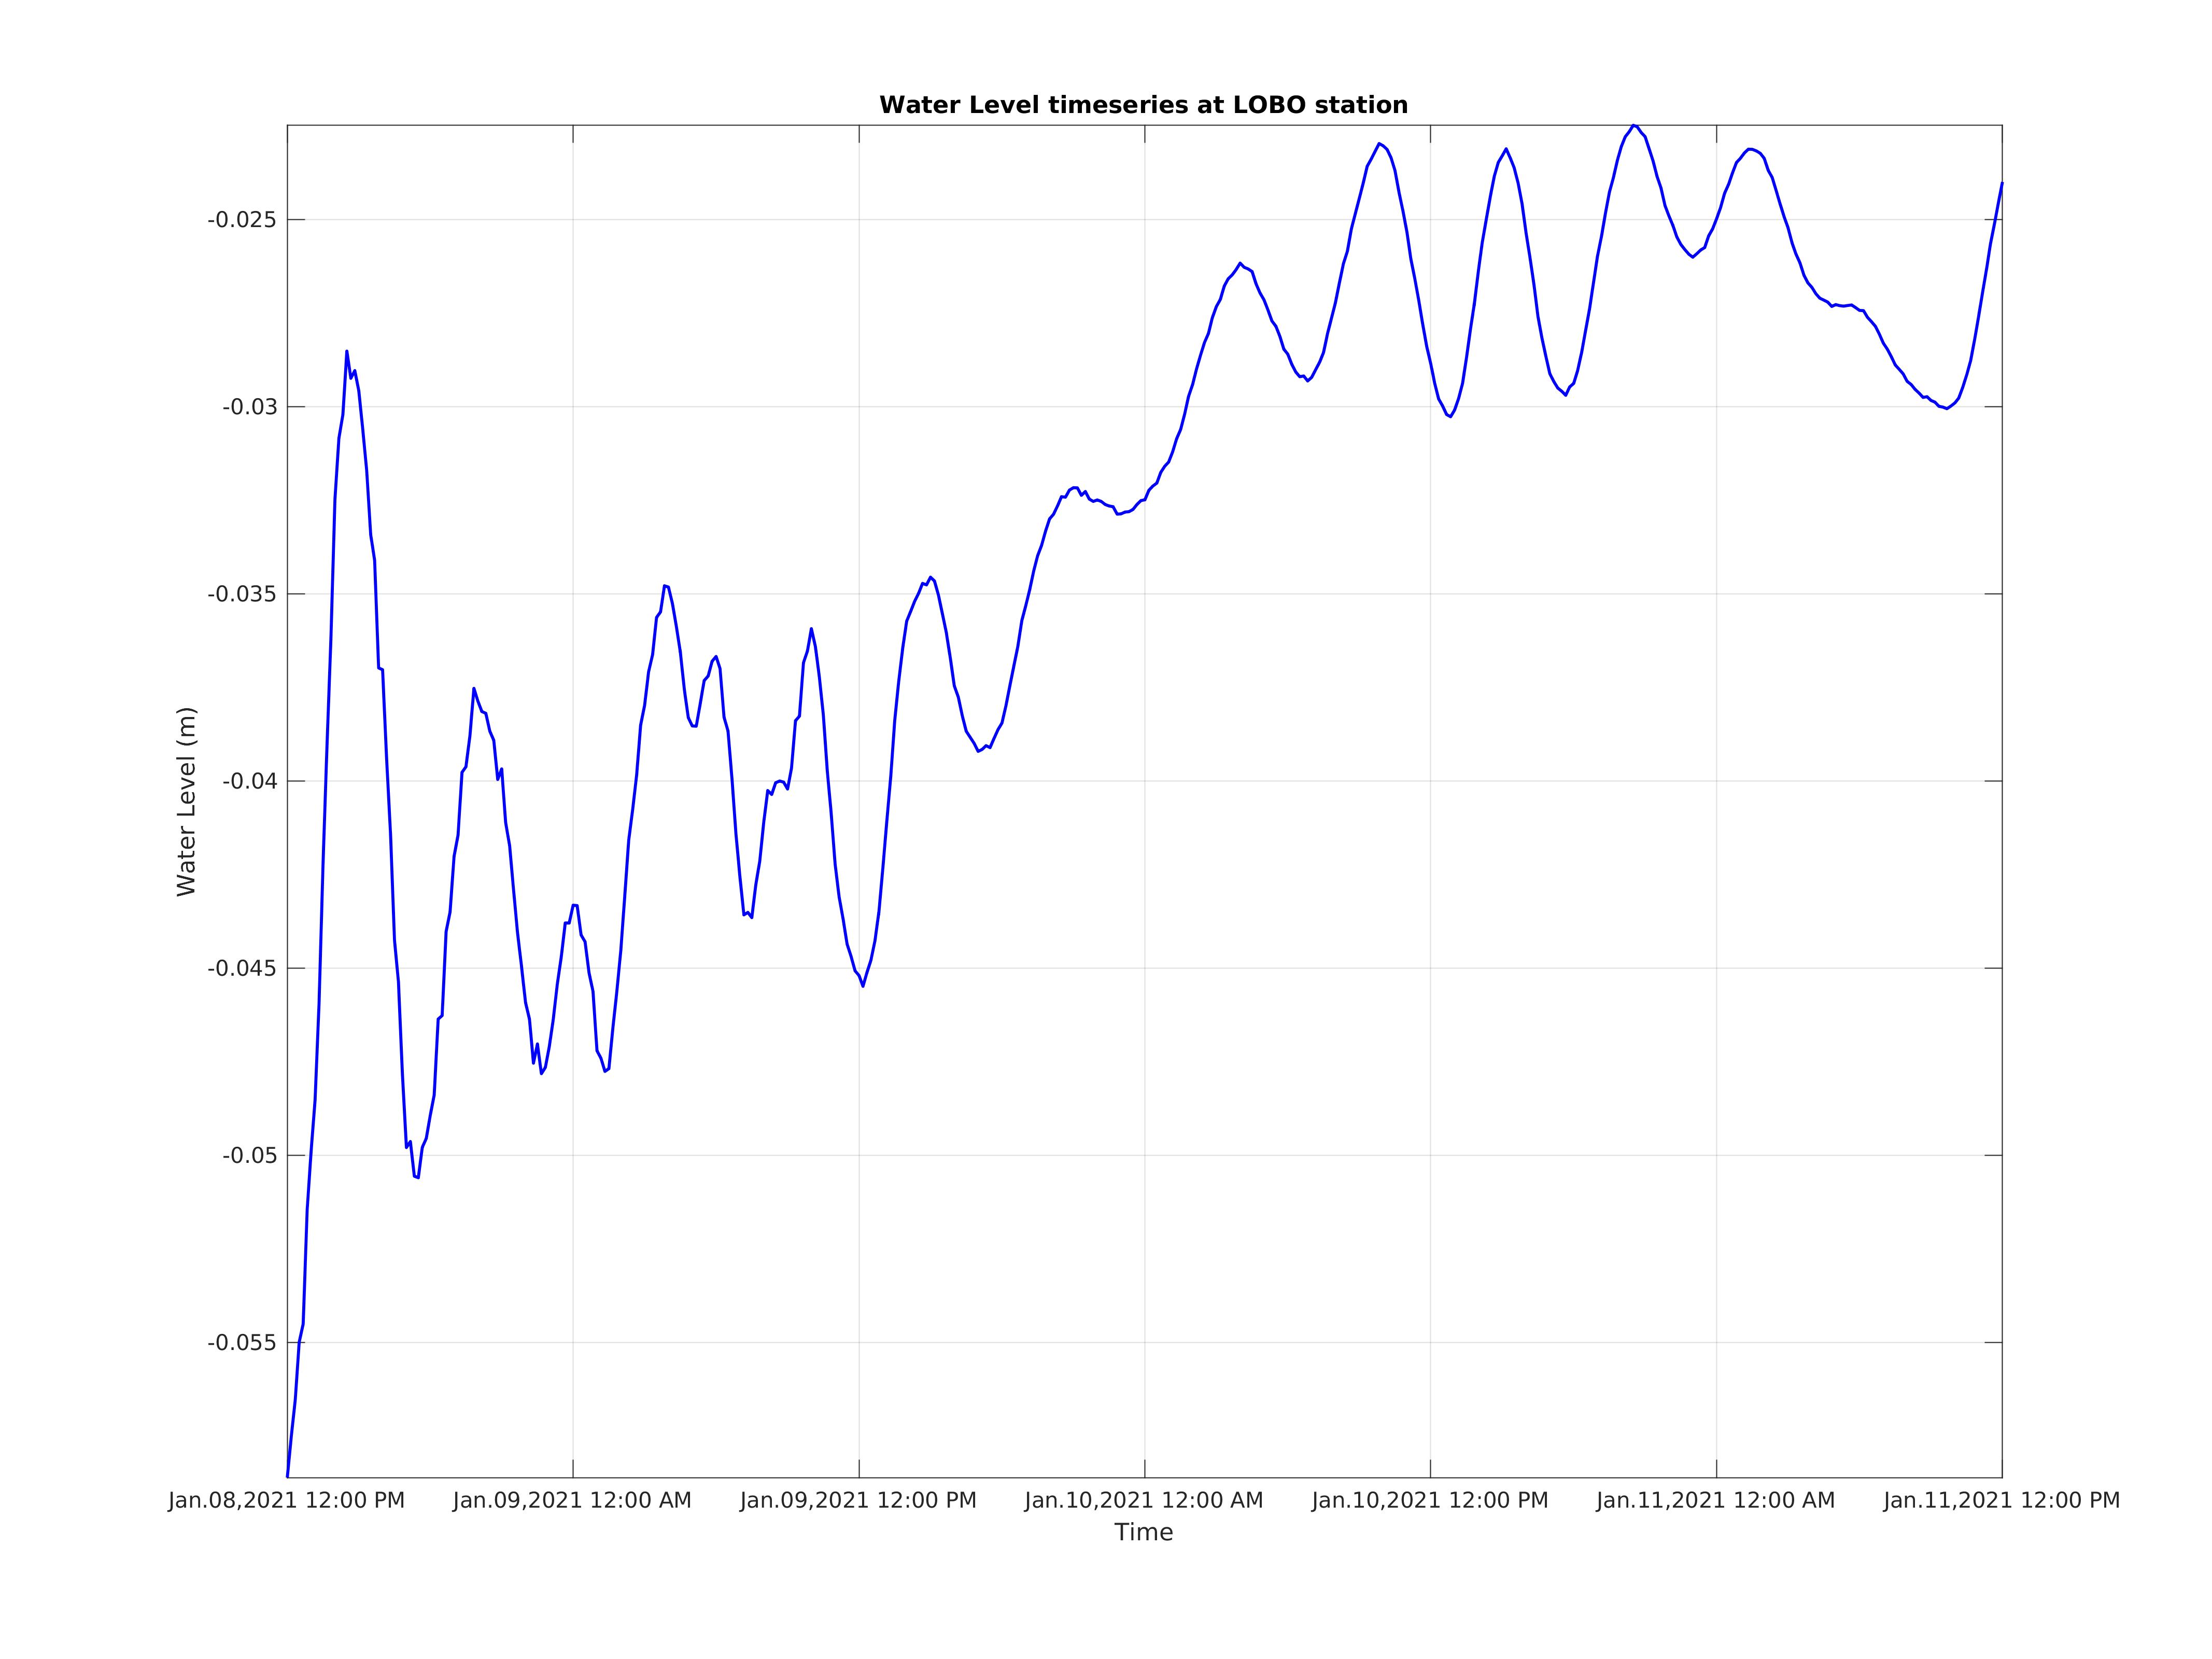 Water Level timeseries at LOBO station
-0.025
-0.03
-0.035
-0.04
-0.045
-0.05
-0.055
Water Level (m)
Jan.08,2021 12:00 PM Jan.09,2021 12:00 AM Jan.09,2021 12:00 PM Jan.10,2021 12:00 AM Jan.10,2021 12:00 PM Jan.11,2021 12:00 AM Jan.11,2021 12:00 PM
Time